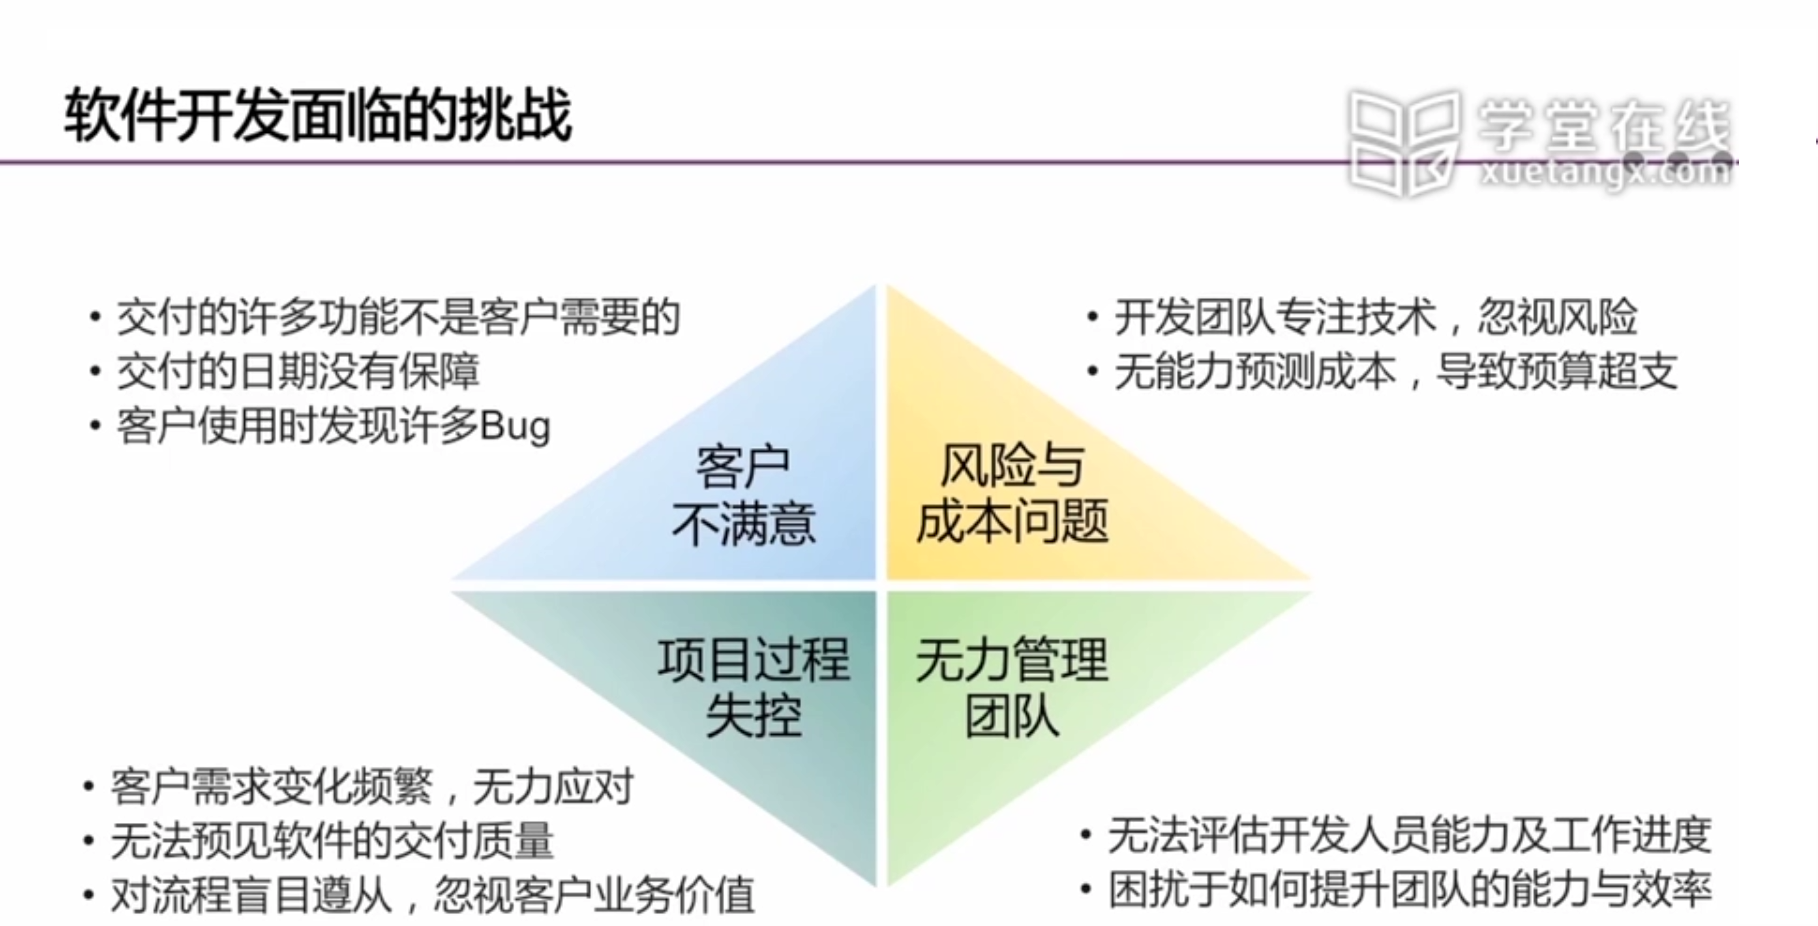 软件开发面临的挑战
学堂在线
xuetangx.com
• 交付的许多功能不是客户需要的
• 交付的日期没有保障
• 客户使用时发现许多Bug
• 开发团队专注技术，忽视风险
• 无能力预测成本，导致预算超支
客户
不满意
风险与
成本问题
项目过程
失控
无力管理
团队
• 客户需求变化频繁，无力应对
• 无法预见软件的交付质量
• 对流程盲目遵从，忽视客户业务价值
• 无法评估开发人员能力及工作进度
• 困扰于如何提升团队的能力与效率